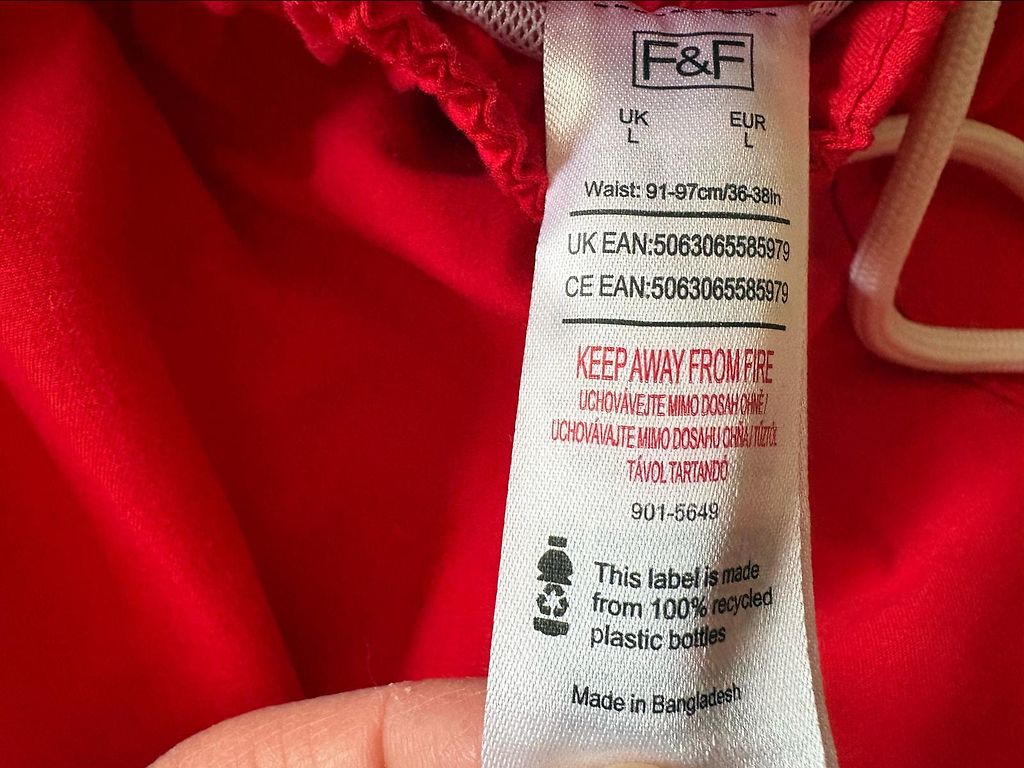 F&F
UK EUR
L L
Waist: 91-97cm/36-38in
UK EAN:5063065585979
CE EAN:5063065585979
KEEP AWAY FROM FIRE
UCHOVÁVEJTE MIMO DOSAH OHNĚ /
UCHOVÁVAJTE MIMO DOSAHU OHŇA / TŰZTŐL
TÁVOL TARTANDÓ
901-5649
This label is made
from 100% recycled
plastic bottles
Made in Bangladesh